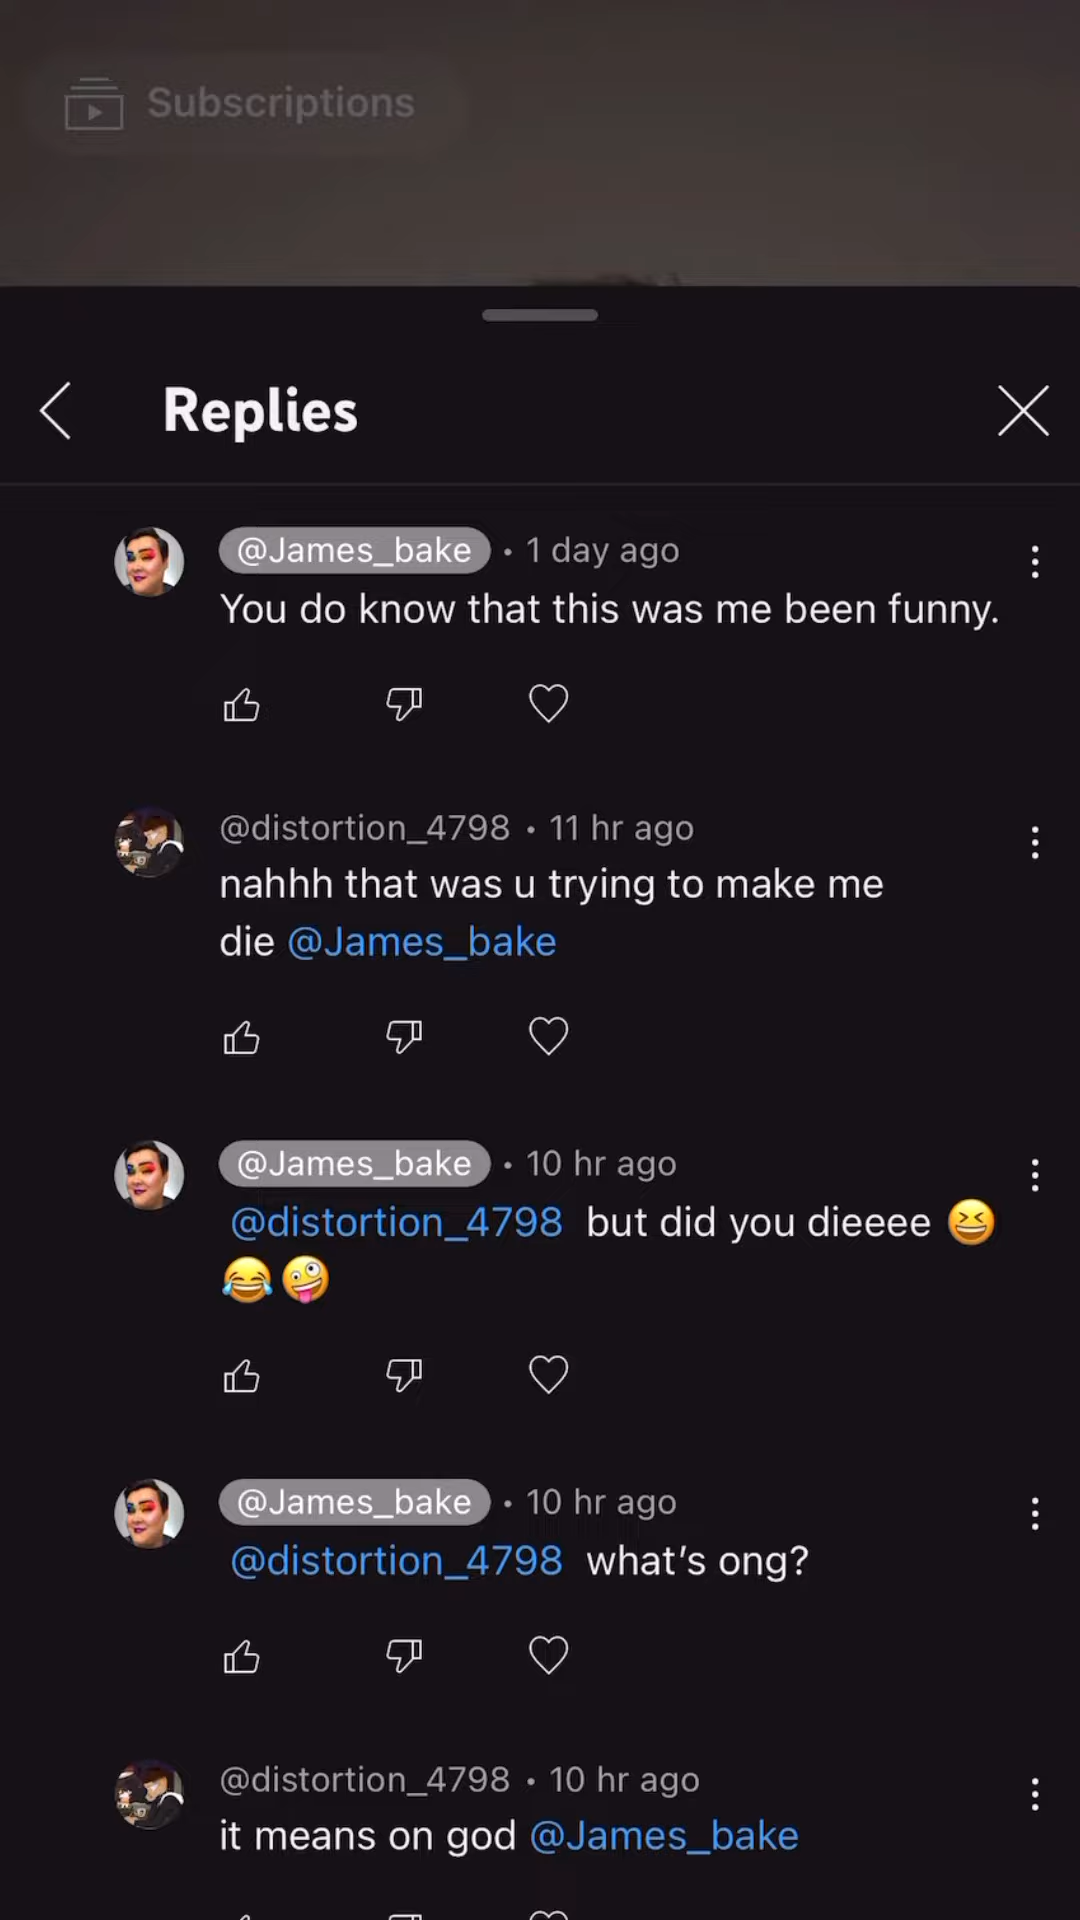 Subscriptions
Replies
@James_bake • 1 day ago
You do know that this was me been funny.
@distortion_4798 • 11 hr ago
nahhh that was u trying to make me
die @James_bake
@James_bake • 10 hr ago
@distortion_4798 but did you dieeee 😆
😂🤪
@James_bake • 10 hr ago
@distortion_4798 what's ong?
@distortion_4798 • 10 hr ago
it means on god @James_bake